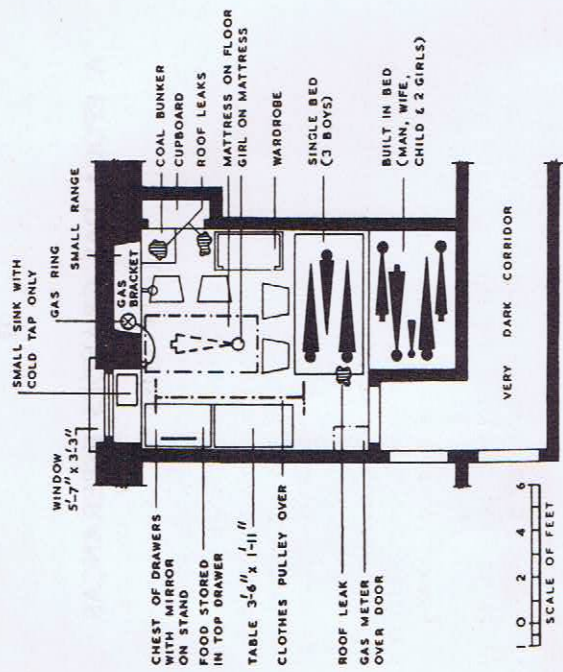 WINDOW
5'-7" x 3'-3"
SMALL SINK WITH
COLD TAP ONLY
GAS RING
SMALL RANGE
GAS
BRACKET
COAL BUNKER
CUPBOARD
ROOF LEAKS
MATTRESS ON FLOOR
GIRL ON MATTRESS
WARDROBE
SINGLE BED
(3 BOYS)
BUILT IN BED
(MAN, WIFE,
CHILD & 2 GIRLS)
CHEST OF DRAWERS
WITH MIRROR
ON STAND
FOOD STORED
IN TOP DRAWER
TABLE 3'-6" x 1-11"
CLOTHES PULLEY OVER
ROOF LEAK
GAS METER
OVER DOOR
VERY DARK CORRIDOR
1 0 2 4 6
SCALE OF FEET